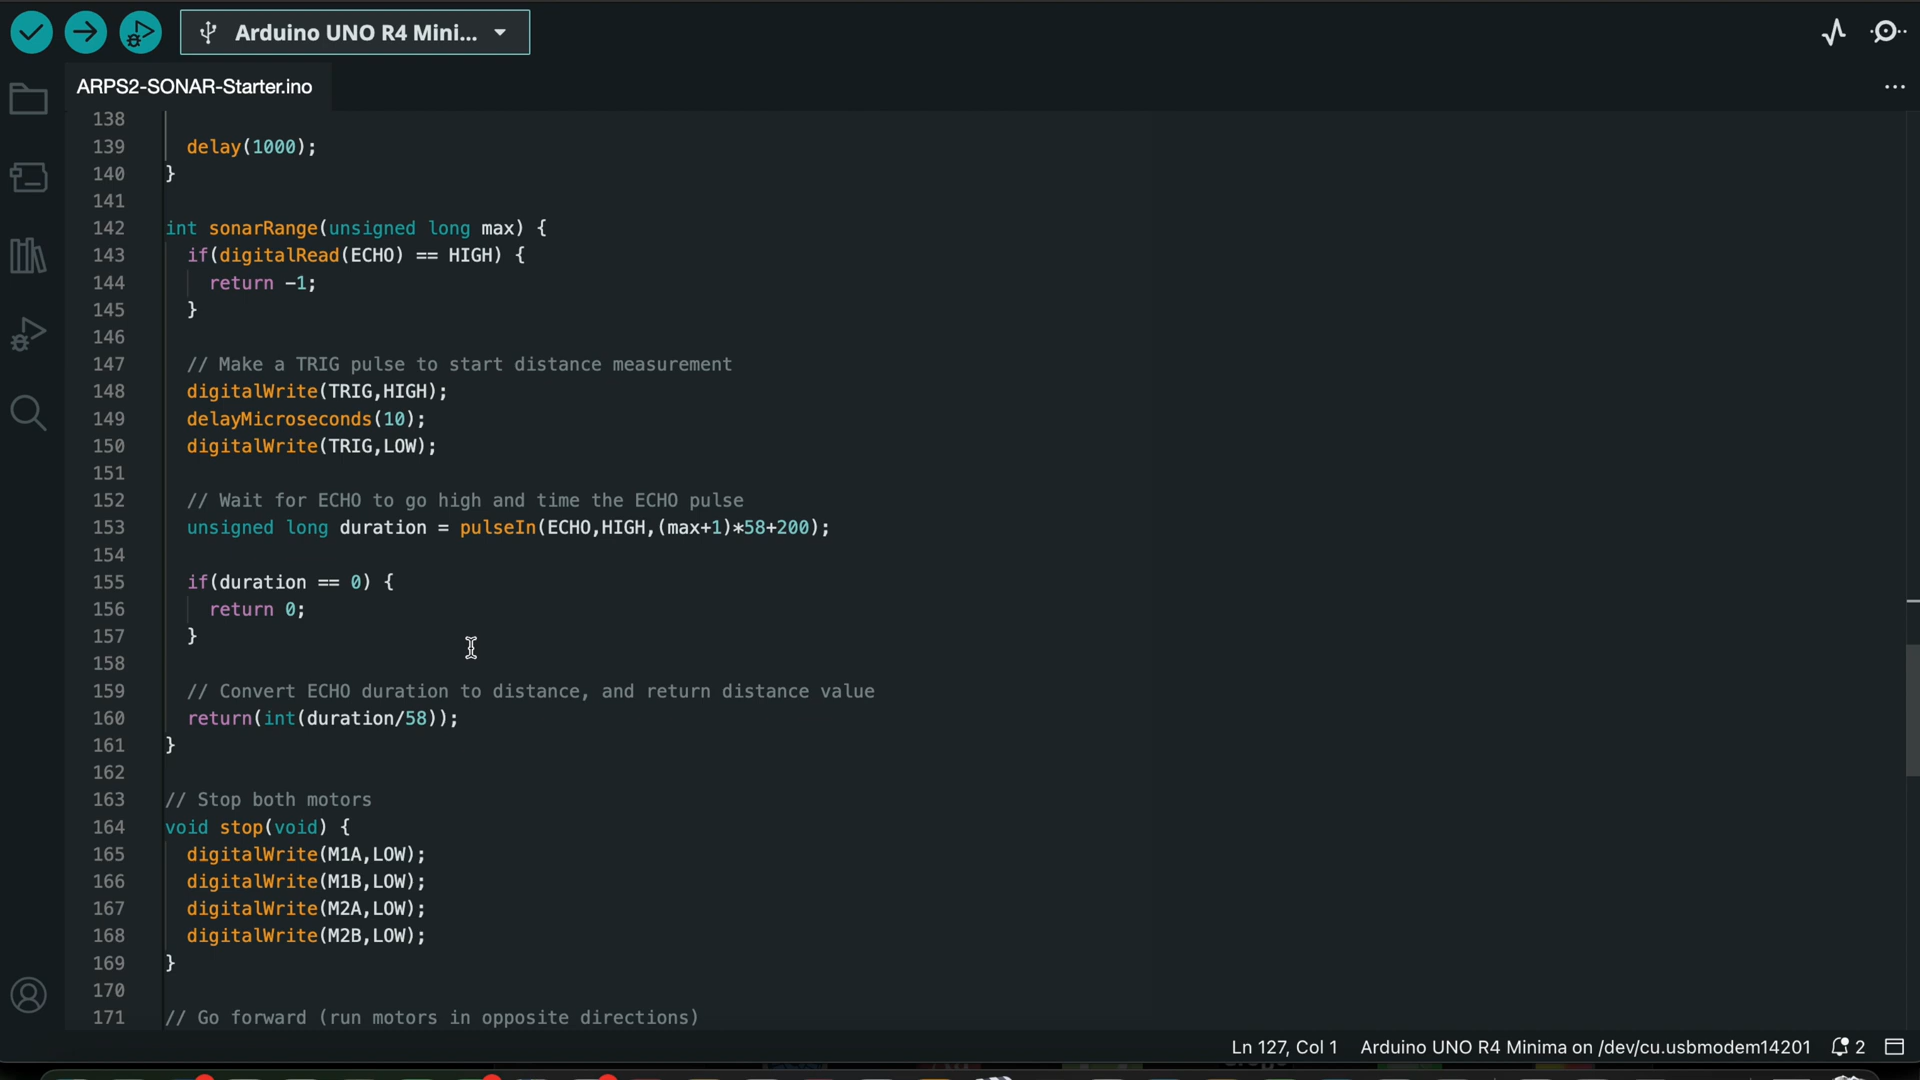 Arduino UNO R4 Mini...
ARPS2-SONAR-Starter.ino
138
139 delay(1000);
140 }
141
142 int sonarRange(unsigned long max) {
143 if(digitalRead(ECHO) == HIGH) {
144 return -1;
145 }
146
147 // Make a TRIG pulse to start distance measurement
148 digitalWrite(TRIG,HIGH);
149 delayMicroseconds(10);
150 digitalWrite(TRIG,LOW);
151
152 // Wait for ECHO to go high and time the ECHO pulse
153 unsigned long duration = pulseIn(ECHO,HIGH,(max+1)*58+200);
154
155 if(duration == 0) {
156 return 0;
157 }
158
159 // Convert ECHO duration to distance, and return distance value
160 return(int(duration/58));
161 }
162
163 // Stop both motors
164 void stop(void) {
165 digitalWrite(M1A,LOW);
166 digitalWrite(M1B,LOW);
167 digitalWrite(M2A,LOW);
168 digitalWrite(M2B,LOW);
169 }
170
171 // Go forward (run motors in opposite directions)
Ln 127, Col 1 Arduino UNO R4 Minima on /dev/cu.usbmodem14201 2